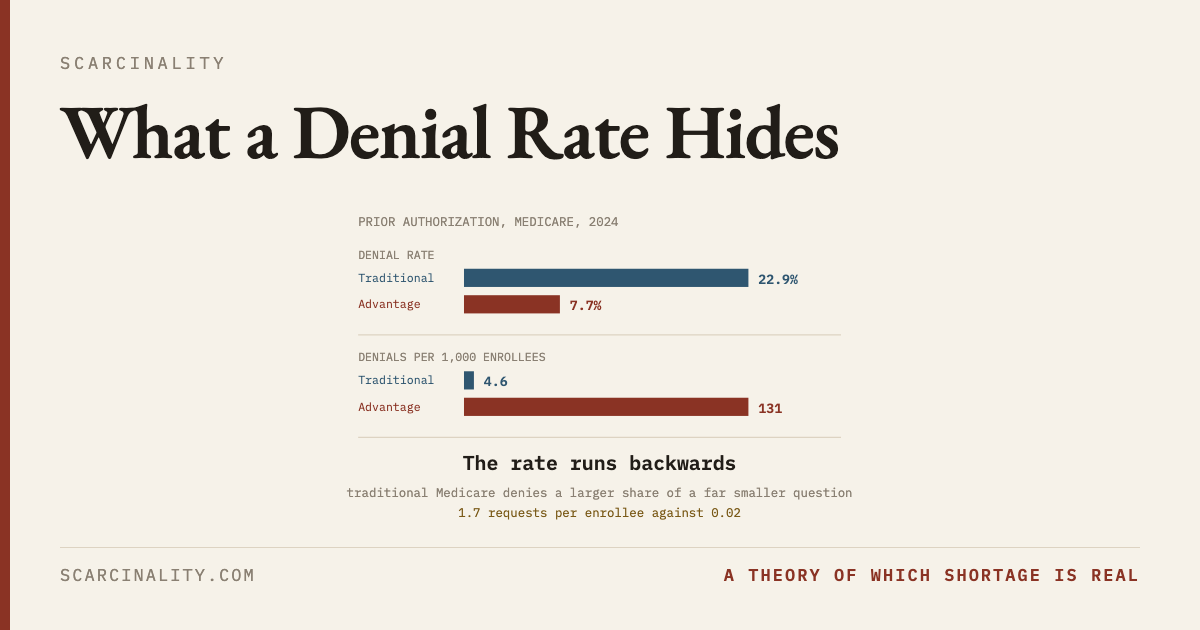 SCARCINALITY
What a Denial Rate Hides
PRIOR AUTHORIZATION, MEDICARE, 2024
DENIAL RATE
Traditional 22.9%
Advantage 7.7%
DENIALS PER 1,000 ENROLLEES
Traditional 4.6
Advantage 131
The rate runs backwards
traditional Medicare denies a larger share of a far smaller question
1.7 requests per enrollee against 0.02
SCARCINALITY.COM
A THEORY OF WHICH SHORTAGE IS REAL